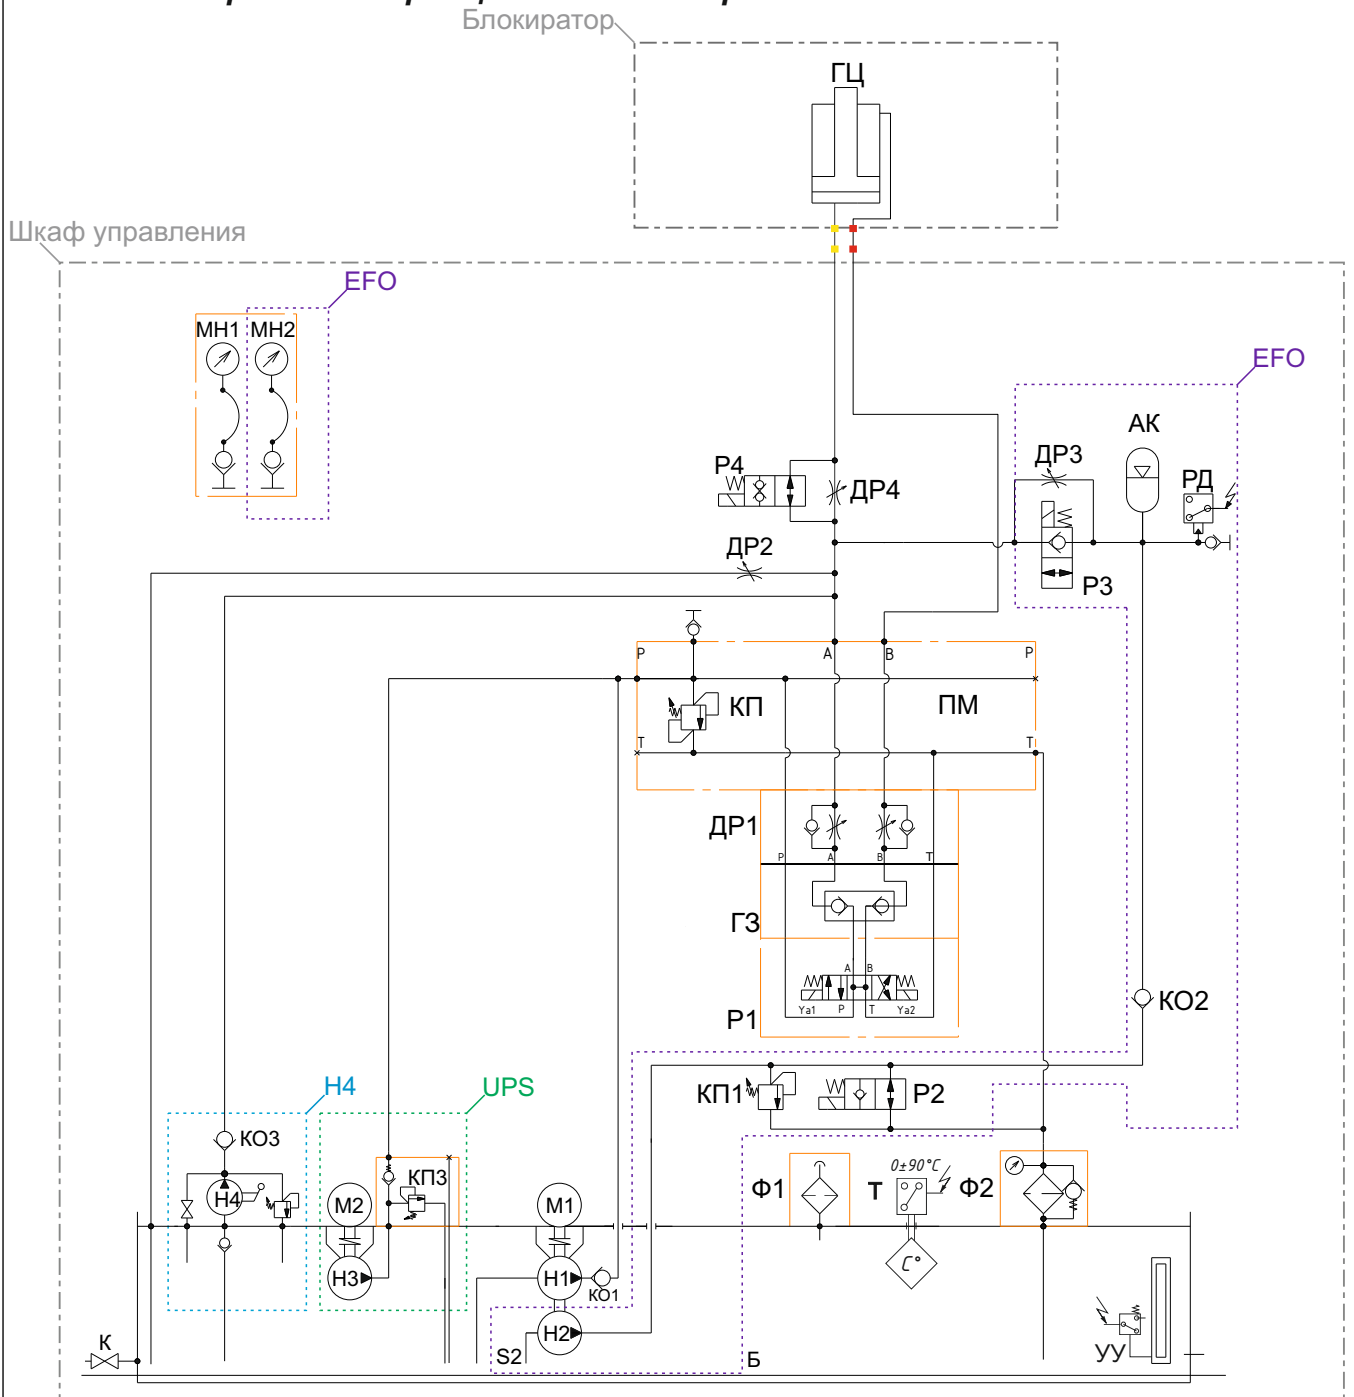 Блокиратор
ГЦ
Шкаф управления
EFO
МН1 МН2
EFO
АК
ДР3
РД
Р4
ДР4
ДР2
Р3
P A B P
КП
ПМ
T T
ДР1
P A B T
ГЗ
A B
Ya1 P T Ya2
Р1
КО2
Н4
UPS
КП1
Р2
КО3
КП3
0±90°C
Ф1
Т
Ф2
Н4
М2
М1
C°
Н3
Н1
КО1
Н2
К
S2
Б
УУ